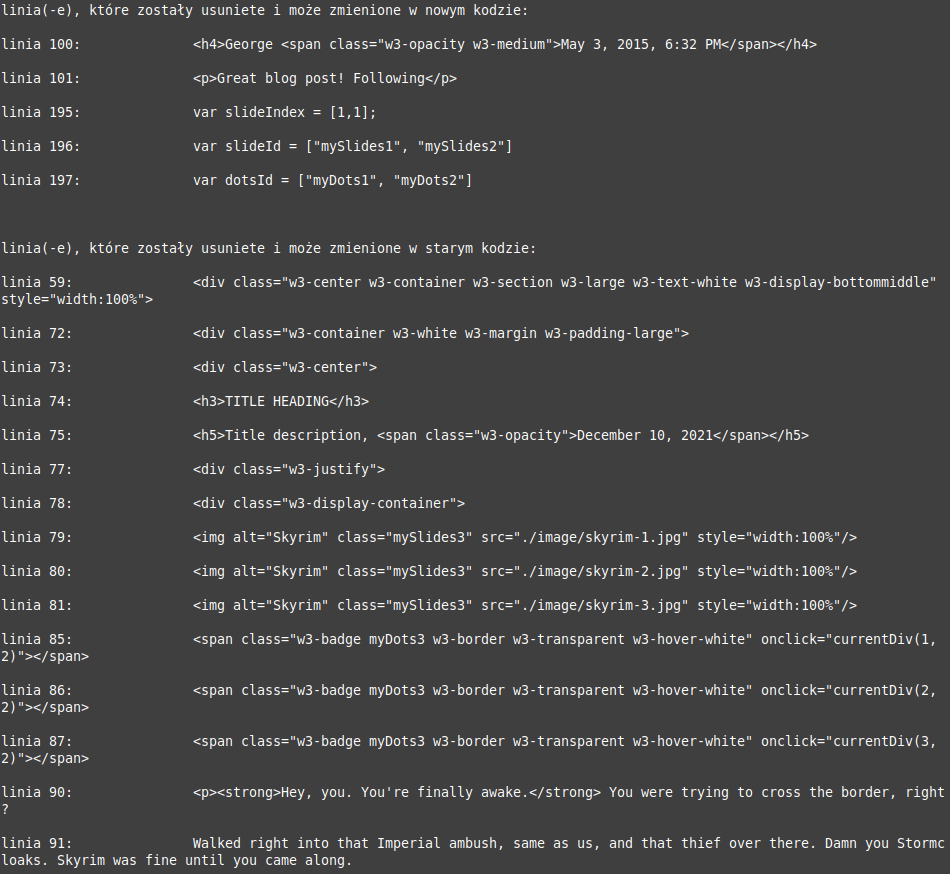 linia(-e), które zostały usuniete i może zmienione w nowym kodzie:
linia 100: <h4>George <span class="w3-opacity w3-medium">May 3, 2015, 6:32 PM</span></h4>
linia 101: <p>Great blog post! Following</p>
linia 195: var slideIndex = [1,1];
linia 196: var slideId = ["mySlides1", "mySlides2"]
linia 197: var dotsId = ["myDots1", "myDots2"]
linia(-e), które zostały usuniete i może zmienione w starym kodzie:
linia 59: <div class="w3-center w3-container w3-section w3-large w3-text-white w3-display-bottommiddle"
style="width:100%">
linia 72: <div class="w3-container w3-white w3-margin w3-padding-large">
linia 73: <div class="w3-center">
linia 74: <h3>TITLE HEADING</h3>
linia 75: <h5>Title description, <span class="w3-opacity">December 10, 2021</span></h5>
linia 77: <div class="w3-justify">
linia 78: <div class="w3-display-container">
linia 79: <img alt="Skyrim" class="mySlides3" src="./image/skyrim-1.jpg" style="width:100%"/>
linia 80: <img alt="Skyrim" class="mySlides3" src="./image/skyrim-2.jpg" style="width:100%"/>
linia 81: <img alt="Skyrim" class="mySlides3" src="./image/skyrim-3.jpg" style="width:100%"/>
linia 85: <span class="w3-badge myDots3 w3-border w3-transparent w3-hover-white" onclick="currentDiv(1,
2)"></span>
linia 86: <span class="w3-badge myDots3 w3-border w3-transparent w3-hover-white" onclick="currentDiv(2,
2)"></span>
linia 87: <span class="w3-badge myDots3 w3-border w3-transparent w3-hover-white" onclick="currentDiv(3,
2)"></span>
linia 90: <p><strong>Hey, you. You're finally awake.</strong> You were trying to cross the border, right
?
linia 91: Walked right into that Imperial ambush, same as us, and that thief over there. Damn you Stormc
loaks. Skyrim was fine until you came along.